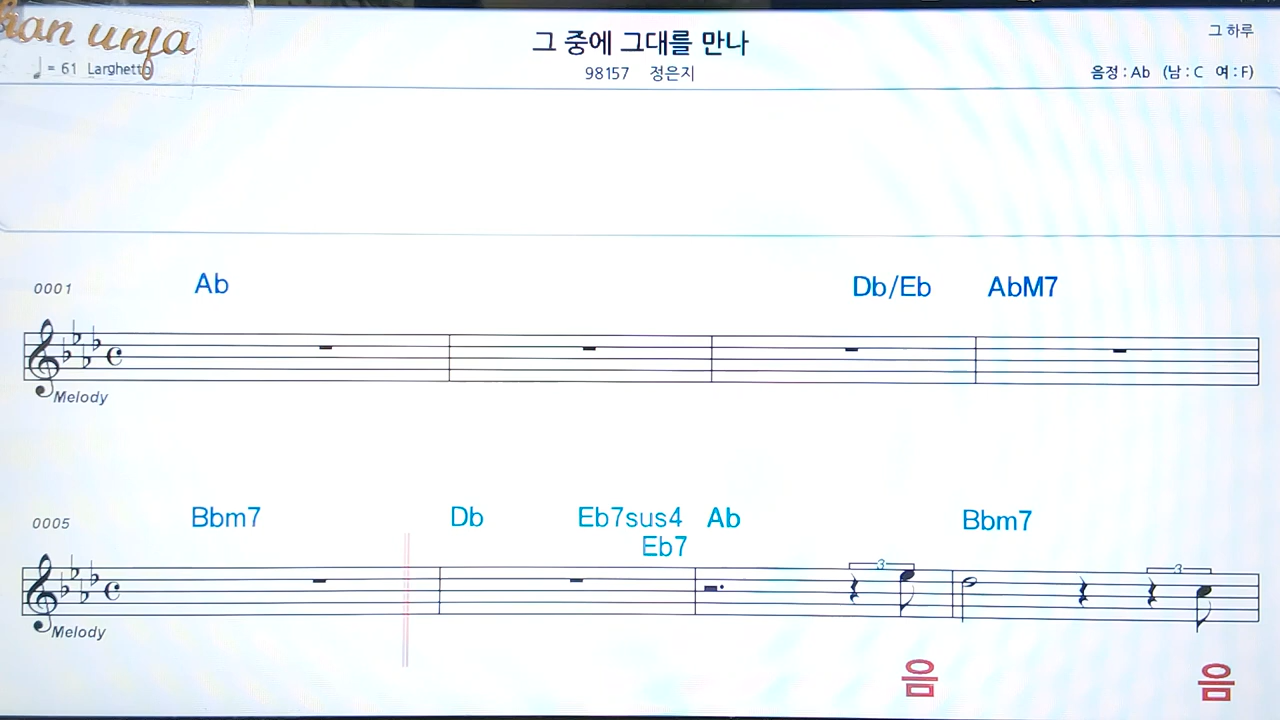 han unja
그 중에 그대를 만나
그 하루
♩= 61 Larghetto
98157 정은지
음정 : Ab (남 : C 여 : F)
0001 Ab Db/Eb AbM7
Melody
0005 Bbm7 Db Eb7sus4 Ab Bbm7
Eb7
3 3
Melody
음 음